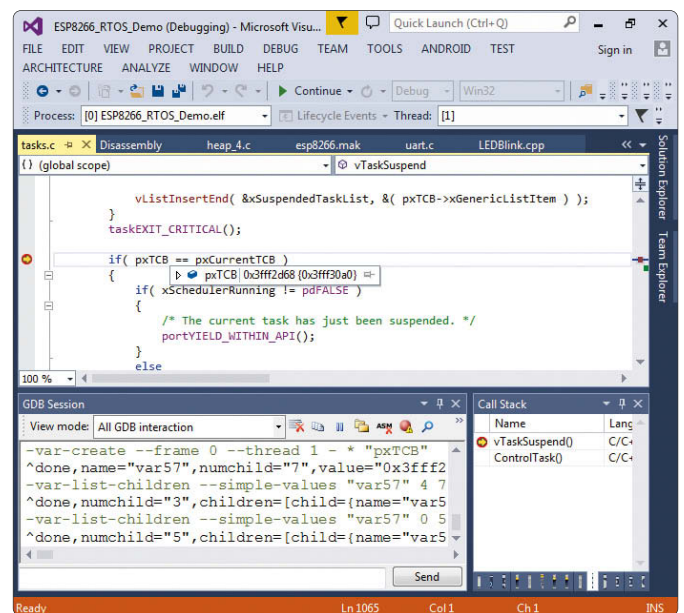 ESP8266_RTOS_Demo (Debugging) - Microsoft Visu...
Quick Launch (Ctrl+Q)
FILE EDIT VIEW PROJECT BUILD DEBUG TEAM TOOLS ANDROID TEST Sign in
ARCHITECTURE ANALYZE WINDOW HELP
Continue Debug Win32
Process: [0] ESP8266_RTOS_Demo.elf Lifecycle Events Thread: [1]
tasks.c Disassembly heap_4.c esp8266.mak uart.c LEDBlink.cpp
{} (global scope) vTaskSuspend
Solution Explorer
Team Explorer
vListInsertEnd( &xSuspendedTaskList, &( pxTCB->xGenericListItem ) );
}
taskEXIT_CRITICAL();
if( pxTCB == pxCurrentTCB )
{
pxTCB 0x3fff2d68 {0x3fff30a0}
if( xSchedulerRunning != pdFALSE )
{
/* The current task has just been suspended. */
portYIELD_WITHIN_API();
}
else
100 %
GDB Session
View mode: All GDB interaction
ASM
-var-create --frame 0 --thread 1 - * "pxTCB"
^done,name="var57",numchild="7",value="0x3fff2
-var-list-children --simple-values "var57" 4 7
^done,numchild="3",children=[child={name="var5
-var-list-children --simple-values "var57" 0 5
^done,numchild="5",children=[child={name="var5
Send
Call Stack
Name Lang
vTaskSuspend() C/C+
ControlTask() C/C+
Ready Ln 1065 Col 1 Ch 1 INS